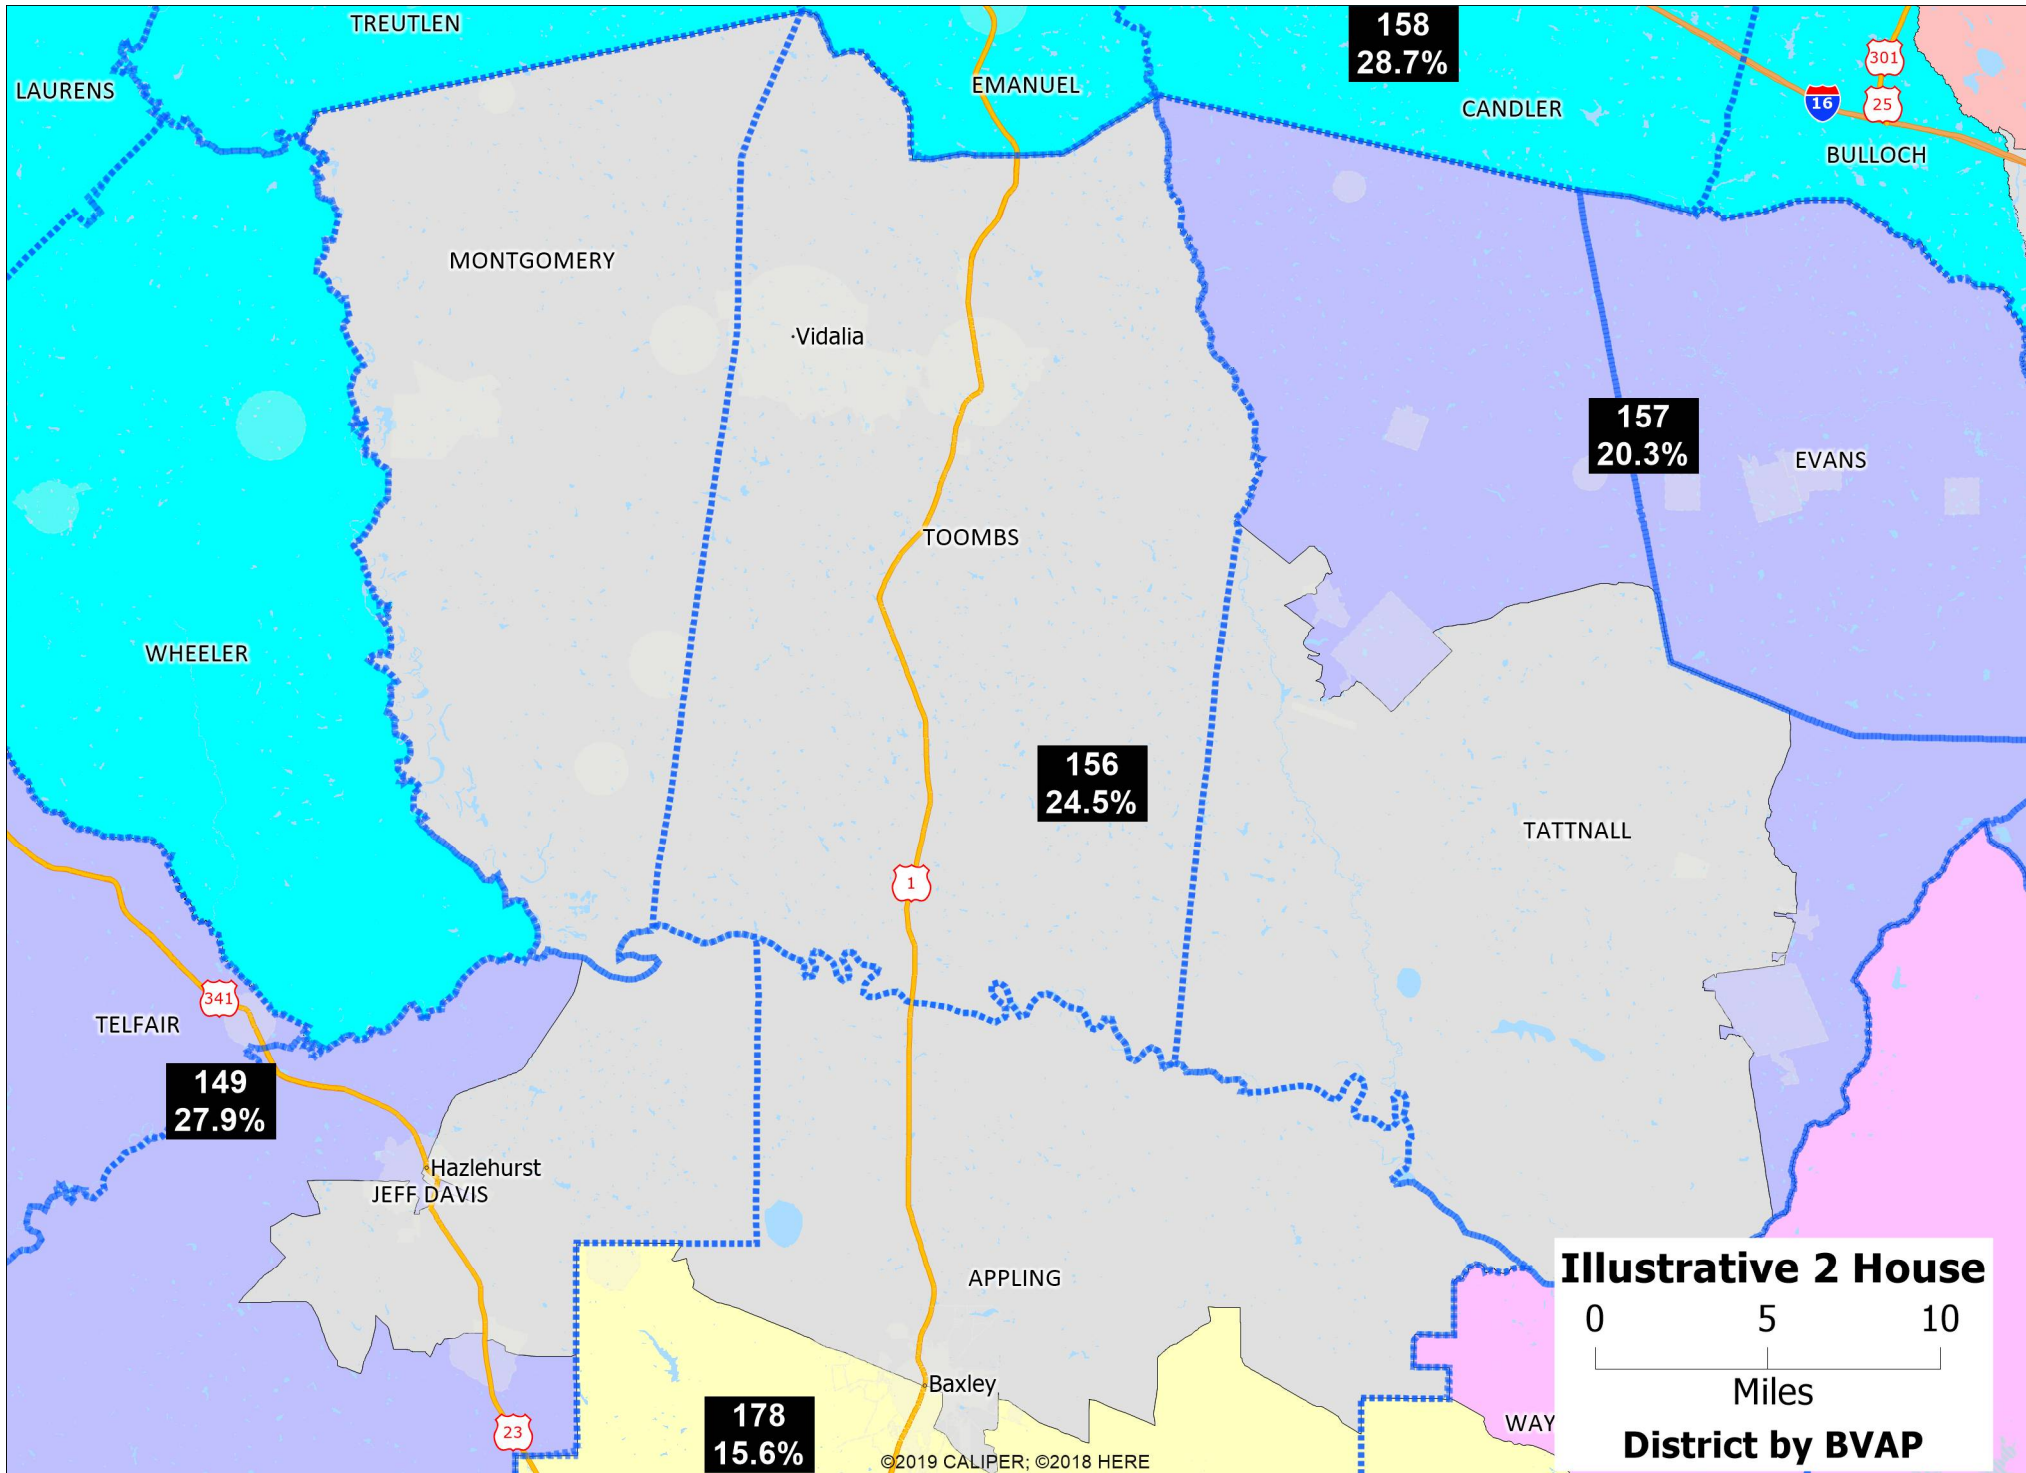 TREUTLEN
158
28.7%
301
LAURENS
EMANUEL
CANDLER
16
25
BULLOCH
MONTGOMERY
·Vidalia
157
20.3%
EVANS
TOOMBS
WHEELER
156
24.5%
TATTNALL
1
341
TELFAIR
149
27.9%
Hazlehurst
JEFF DAVIS
APPLING
Baxley
178
15.6%
23
WAY
©2019 CALIPER; ©2018 HERE
Illustrative 2 House
0 5 10
Miles
District by BVAP